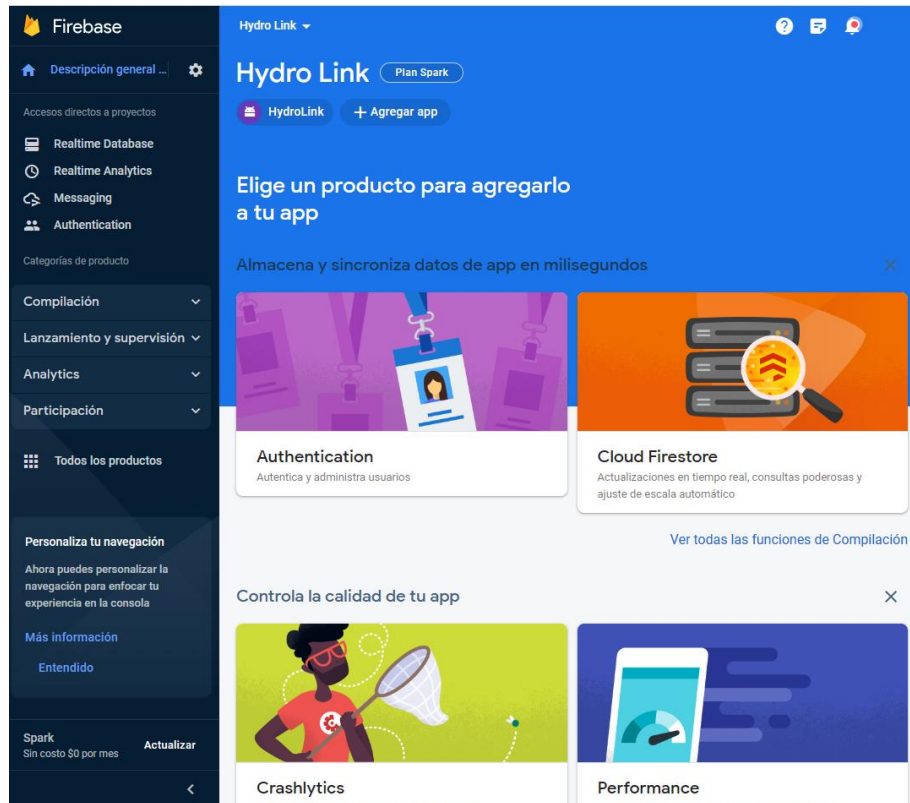 Firebase
Descripción general ...
Accesos directos a proyectos
Realtime Database
Realtime Analytics
Messaging
Authentication
Categorías de producto
Compilación
Lanzamiento y supervisión
Analytics
Participación
Todos los productos
Personaliza tu navegación
Ahora puedes personalizar la
navegación para enfocar tu
experiencia en la consola
Más información
Entendido
Spark
Sin costo $0 por mes
Actualizar
Hydro Link
Hydro Link
Plan Spark
HydroLink
+ Agregar app
Elige un producto para agregarlo
a tu app
Almacena y sincroniza datos de app en milisegundos
Authentication
Autentica y administra usuarios
Cloud Firestore
Actualizaciones en tiempo real, consultas poderosas y
ajuste de escala automático
Ver todas las funciones de Compilación
Controla la calidad de tu app
Crashlytics
Performance